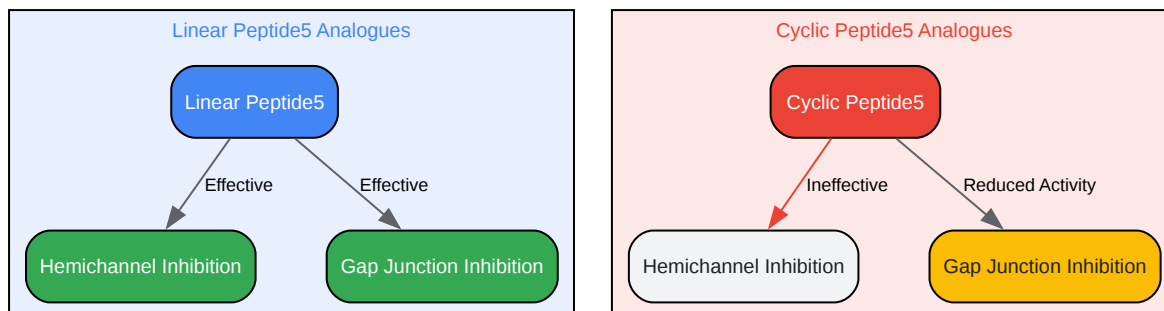 Linear Peptide5 Analogues
Linear Peptide5
Effective
Effective
Hemichannel Inhibition
Gap Junction Inhibition
Cyclic Peptide5 Analogues
Cyclic Peptide5
Ineffective
Reduced Activity
Hemichannel Inhibition
Gap Junction Inhibition